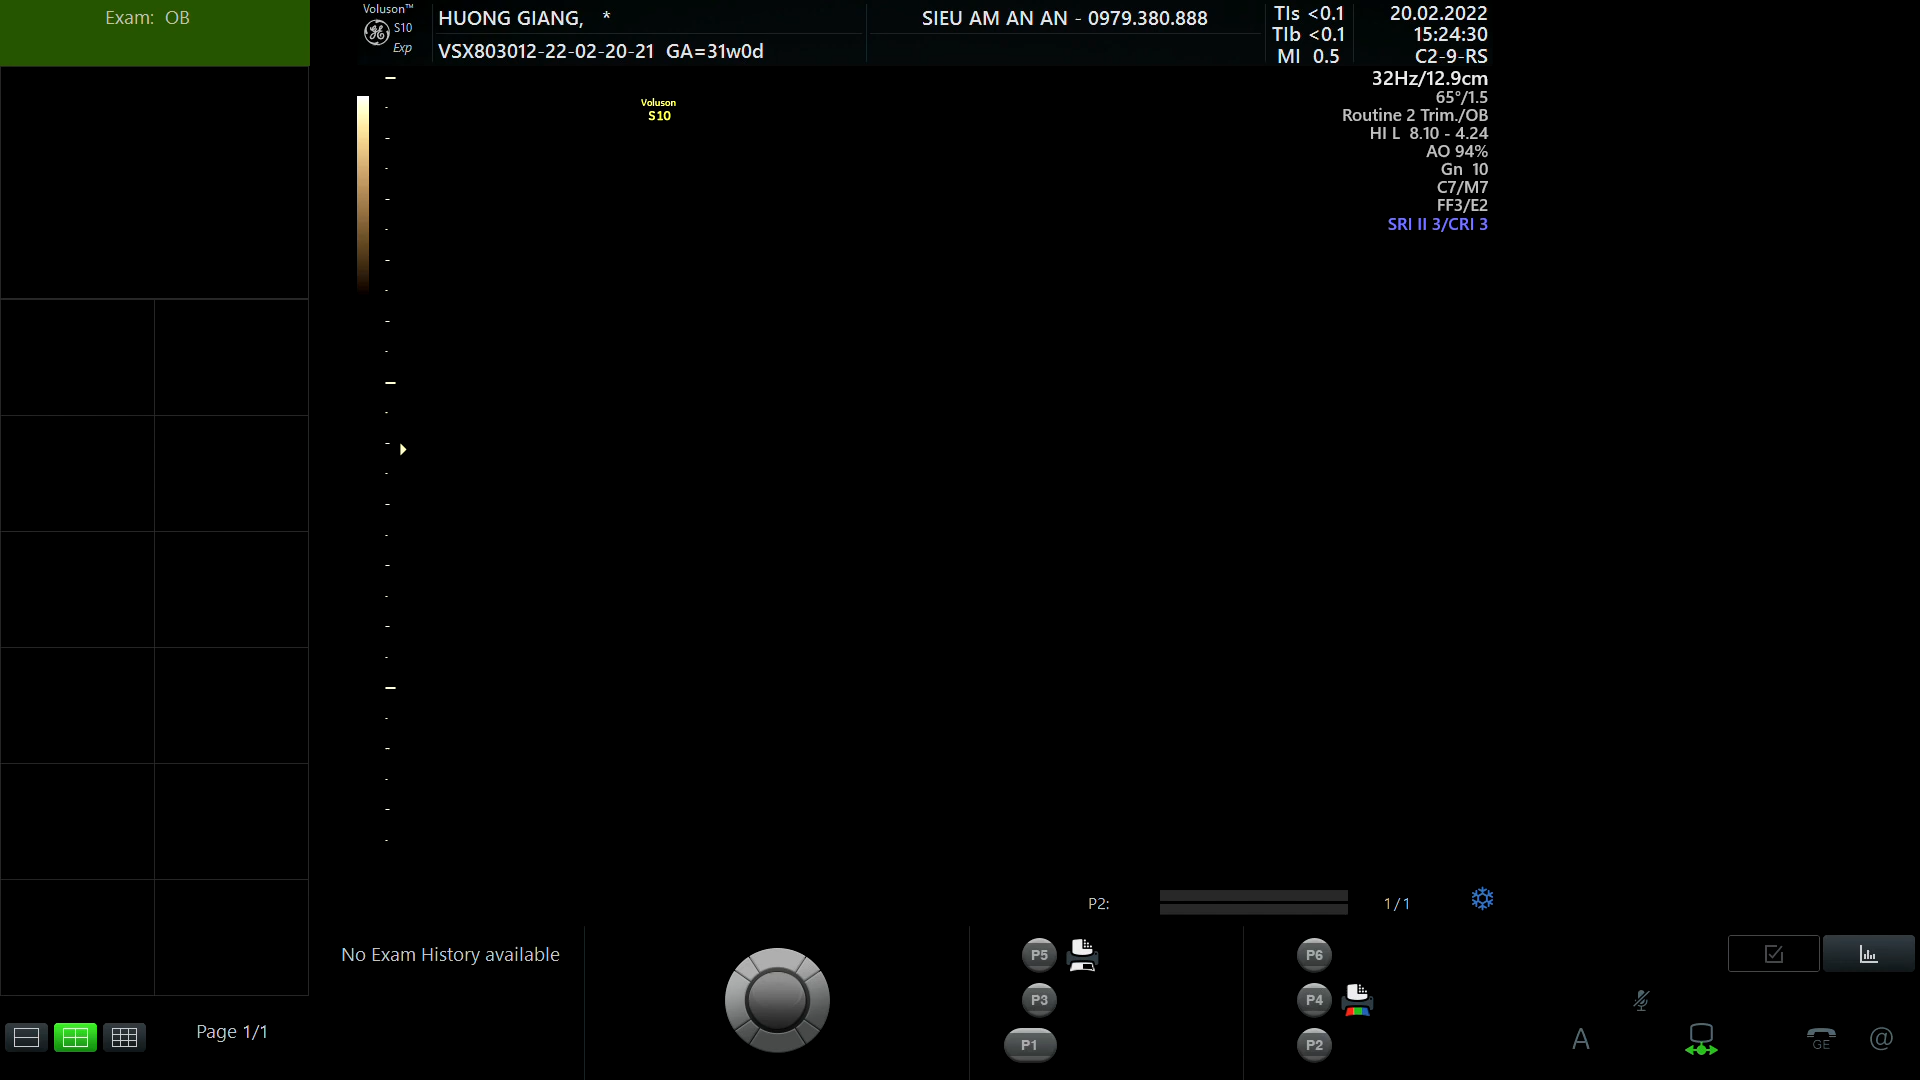 Exam: OB
Voluson™
S10
Exp
HUONG GIANG, *
VSX803012-22-02-20-21 GA=31w0d
SIEU AM AN AN - 0979.380.888
TIs <0.1
TIb <0.1
MI 0.5
20.02.2022
15:24:30
C2-9-RS
32Hz/12.9cm
65°/1.5
Routine 2 Trim./OB
HI L 8.10 - 4.24
AO 94%
Gn 10
C7/M7
FF3/E2
SRI II 3/CRI 3
Voluson
S10
P2:
1/1
No Exam History available
P5
P3
P1
P6
P4
P2
Page 1/1
A
GE
@